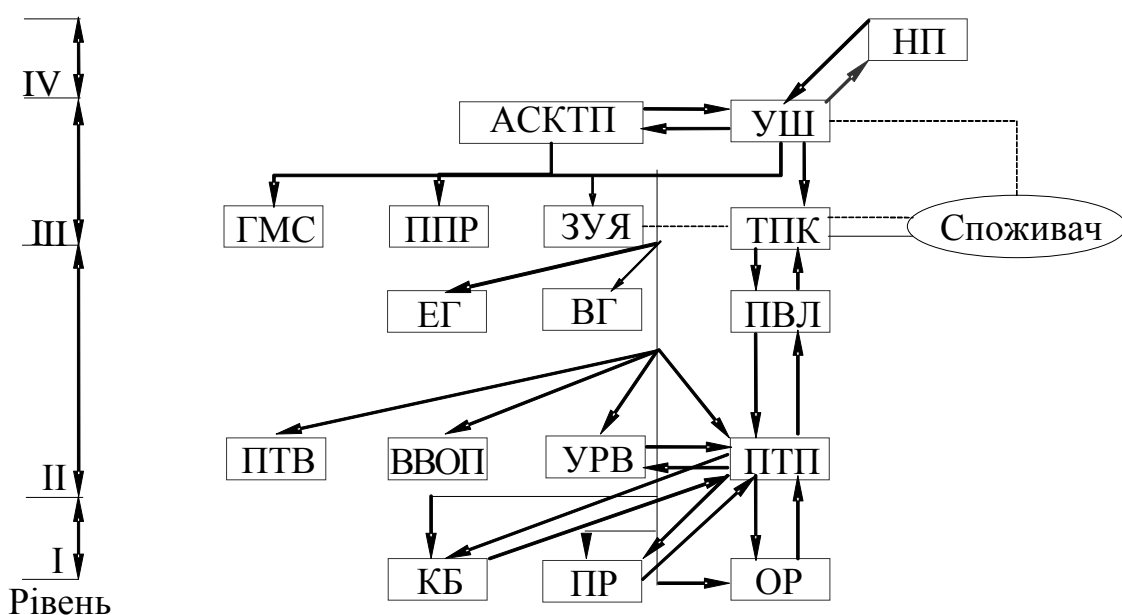 НП
IV
АСКТП
УШ
III
ГМС
ППР
ЗУЯ
ТПК
Споживач
ЕГ
ВГ
ПВЛ
II
ПТВ
ВВОП
УРВ
ПТП
I
КБ
ПР
ОР
Рівень